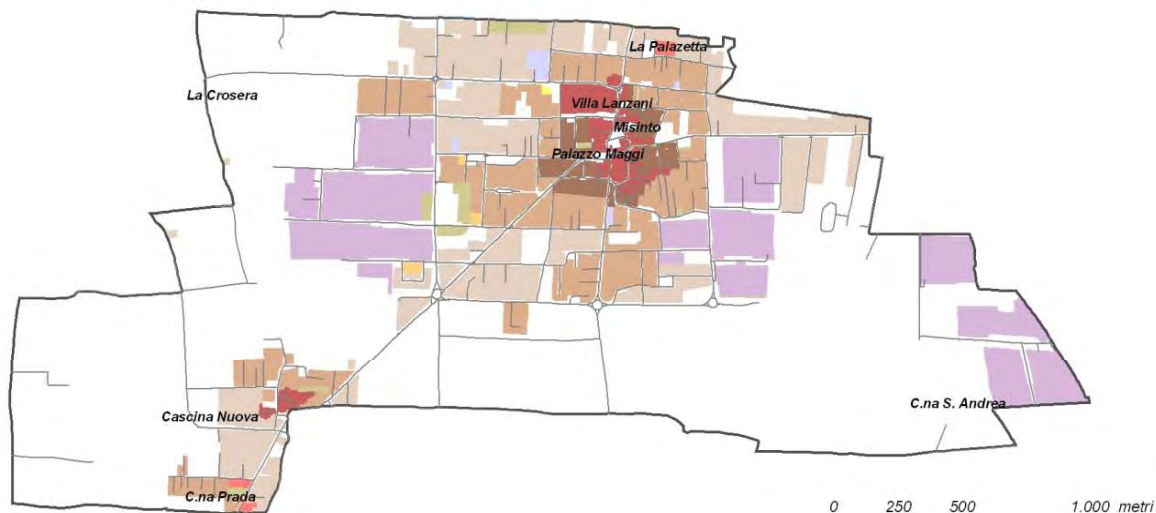 La Palazetta
La Crosera
Villa Lanzani
Misinto
Palazzo Maggi
Cascina Nuova
C.na S. Andrea
C.na Prada
0 250 500 1.000 metri